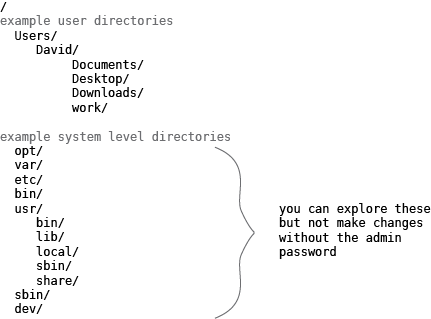 /
example user directories
Users/
David/
Documents/
Desktop/
Downloads/
work/
example system level directories
opt/
var/
etc/
bin/
usr/
bin/
lib/
local/
sbin/
share/
sbin/
dev/
you can explore these
but not make changes
without the admin
password